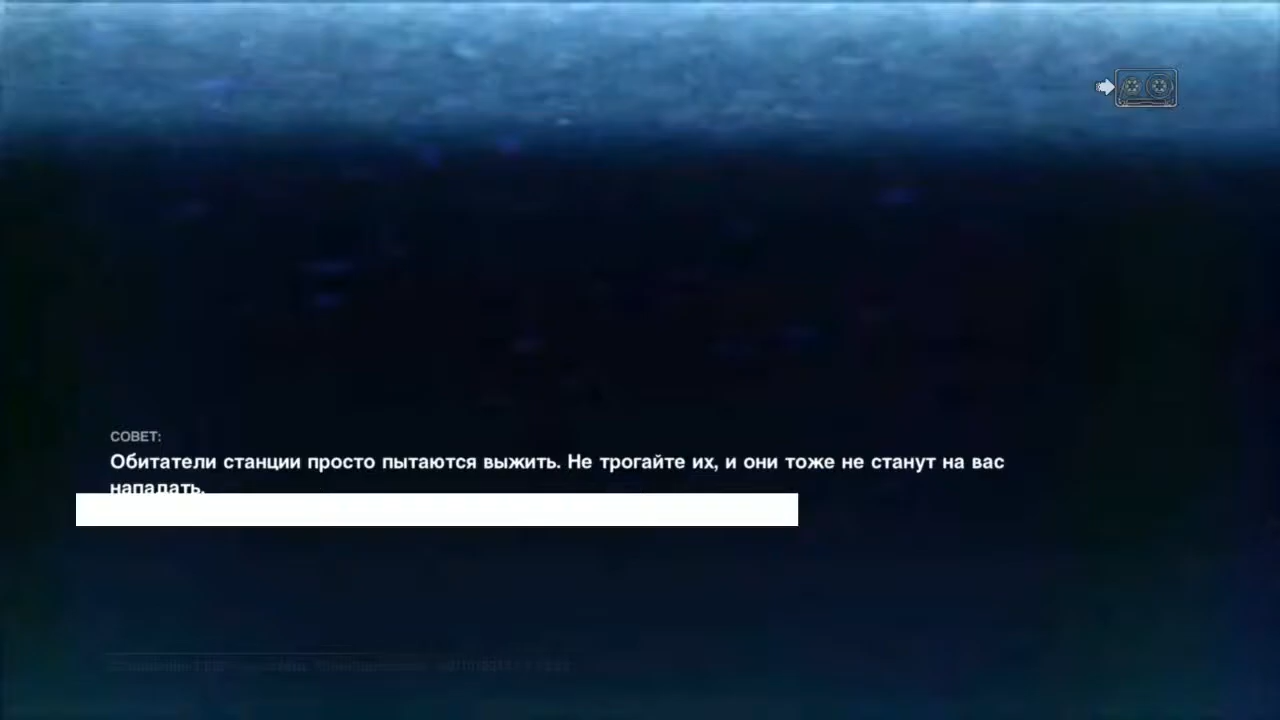 СОВЕТ:
Обитатели станции просто пытаются выжить. Не трогайте их, и они тоже не станут на вас
нападать.